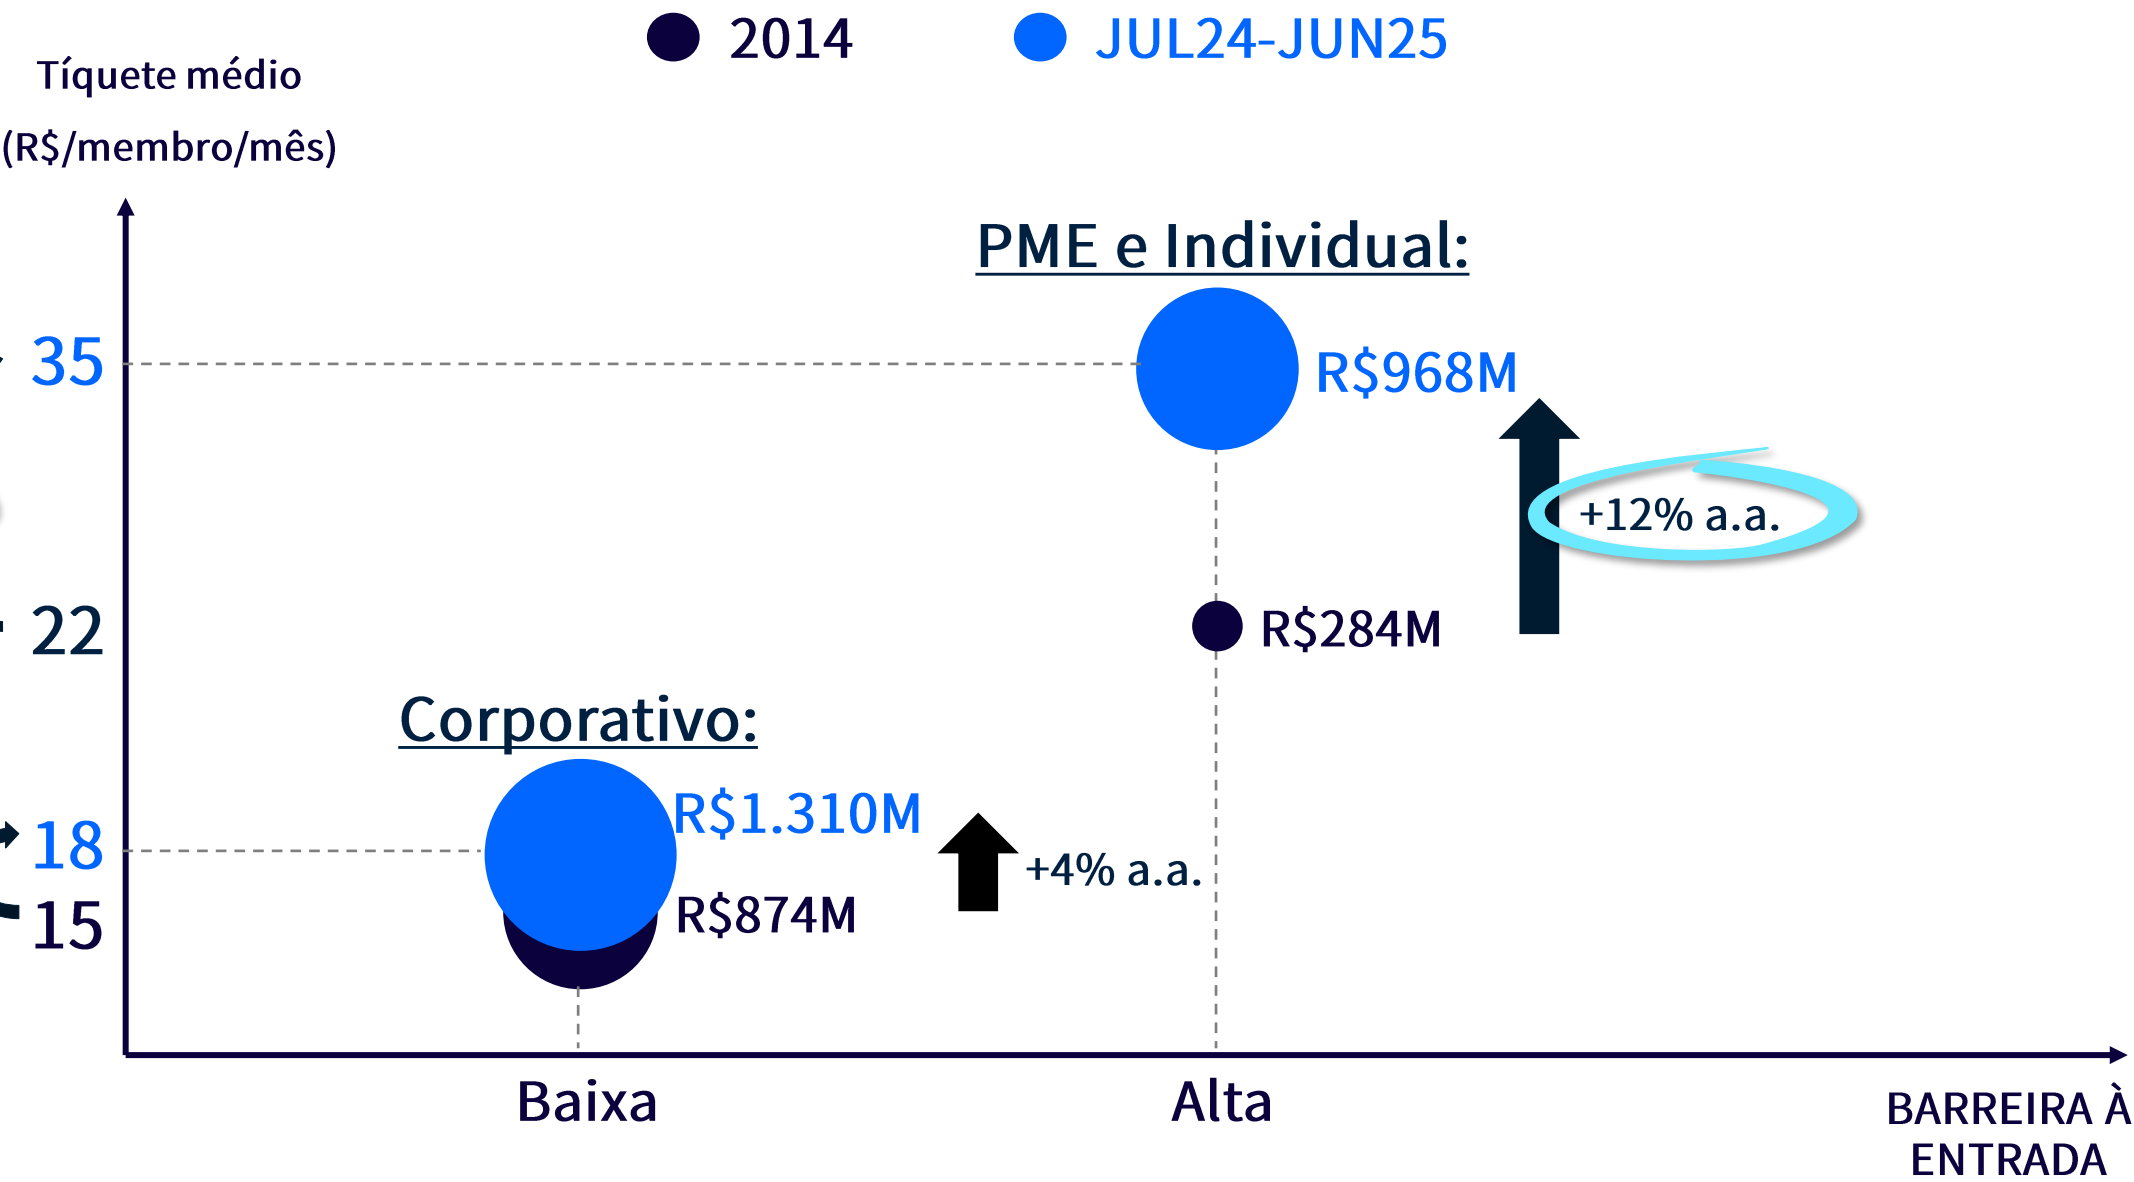 2014
JUL24-JUN25
Tíquete médio
(R$/membro/mês)
PME e Individual:
35
R$968M
+12% a.a.
22
R$284M
Corporativo:
R$1.310M
18
+4% a.a.
R$874M
15
Baixa
Alta
BARREIRA À
ENTRADA